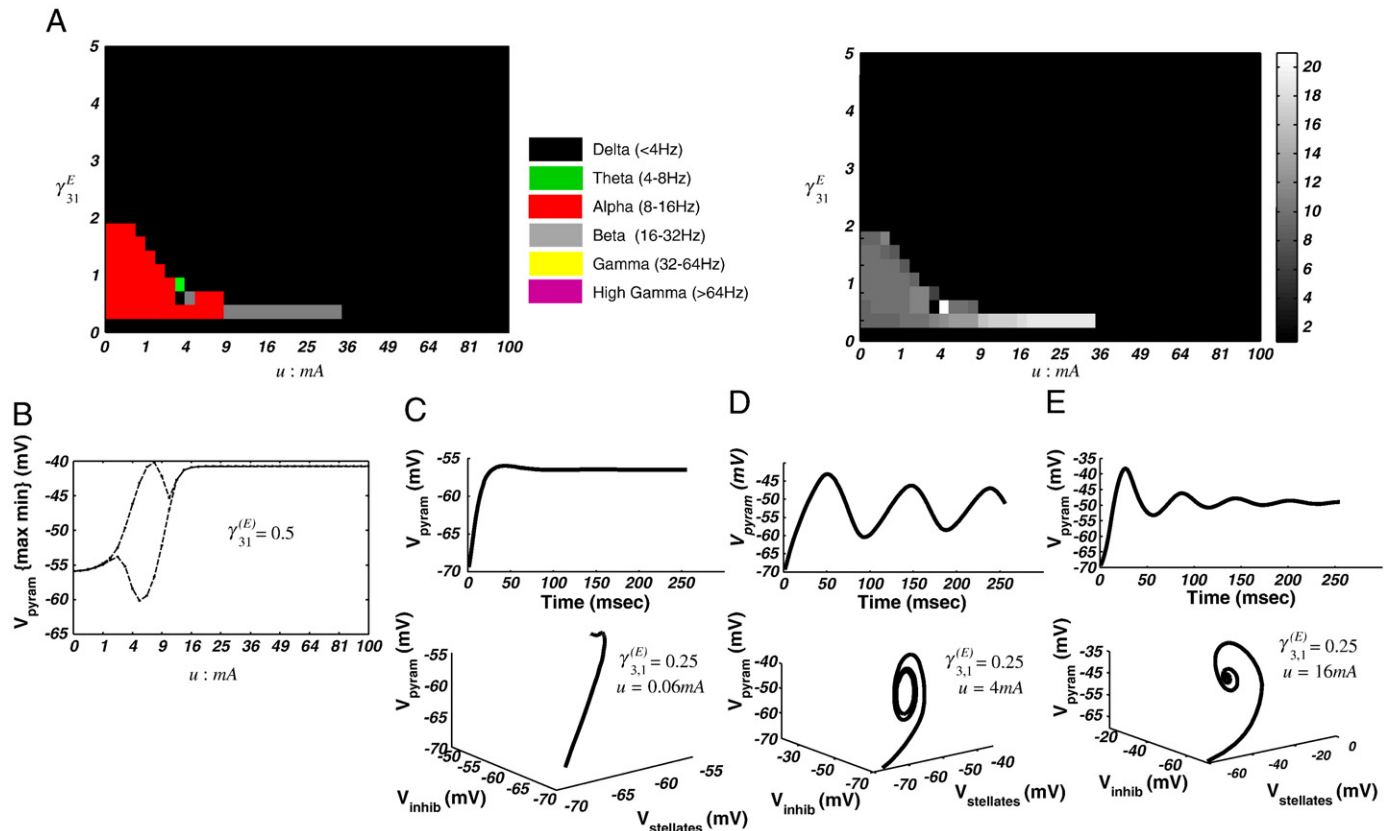 A
5
4
3
2
1
0
γ₃₁ᴱ
0 1 4 9 16 25 36 49 64 81 100
u : mA
Delta (<4Hz)
Theta (4-8Hz)
Alpha (8-16Hz)
Beta (16-32Hz)
Gamma (32-64Hz)
High Gamma (>64Hz)
5
4
3
2
1
0
γ₃₁ᴱ
0 1 4 9 16 25 36 49 64 81 100
u : mA
20
18
16
14
12
10
8
6
4
2
B
V_pyram {max min} (mV)
-40
-45
-50
-55
-60
-65
γ₃₁^(E) = 0.5
0 1 4 9 16 25 36 49 64 81 100
u : mA
C
V_pyram (mV)
-55
-60
-65
-70
0 50 100 150 200 250
Time (msec)
V_pyram (mV)
-55
-60
-65
-70
γ₃,₁^(E) = 0.25
u = 0.06mA
-50 -55 -60 -65 -70
V_inhib (mV)
-70 -65 -60 -55
V_stellates (mV)
D
V_pyram (mV)
-40
-45
-50
-55
-60
-65
-70
0 50 100 150 200 250
Time (msec)
V_pyram (mV)
-40
-50
-60
-70
γ₃,₁^(E) = 0.25
u = 4mA
-30 -50 -70
V_inhib (mV)
-70 -60 -50 -40
V_stellates (mV)
E
V_pyram (mV)
-35
-40
-45
-50
-55
-60
-65
-70
0 50 100 150 200 250
Time (msec)
V_pyram (mV)
-35
-45
-55
-65
γ₃,₁^(E) = 0.25
u = 16mA
-20 -40 -60
V_inhib (mV)
-60 -40 -20 0
V_stellates (mV)